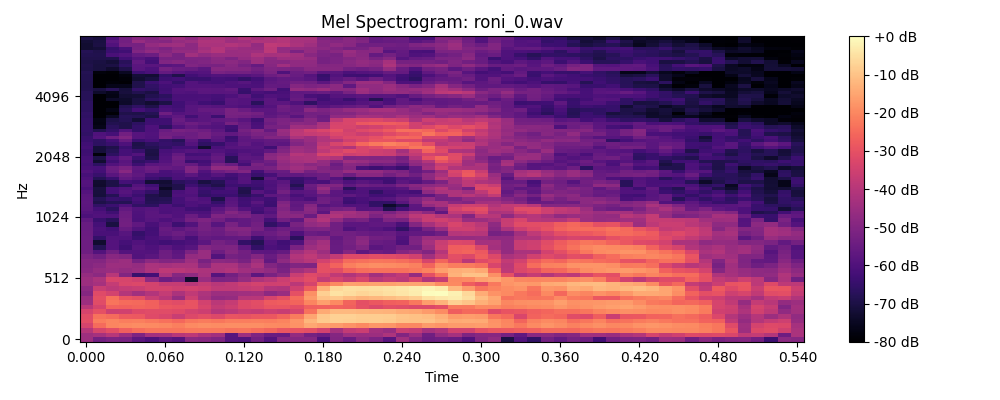 Mel Spectrogram: roni_0.wav
+0 dB
-10 dB
-20 dB
-30 dB
-40 dB
-50 dB
-60 dB
-70 dB
-80 dB
4096
2048
1024
512
0
Hz
0.000 0.060 0.120 0.180 0.240 0.300 0.360 0.420 0.480 0.540
Time